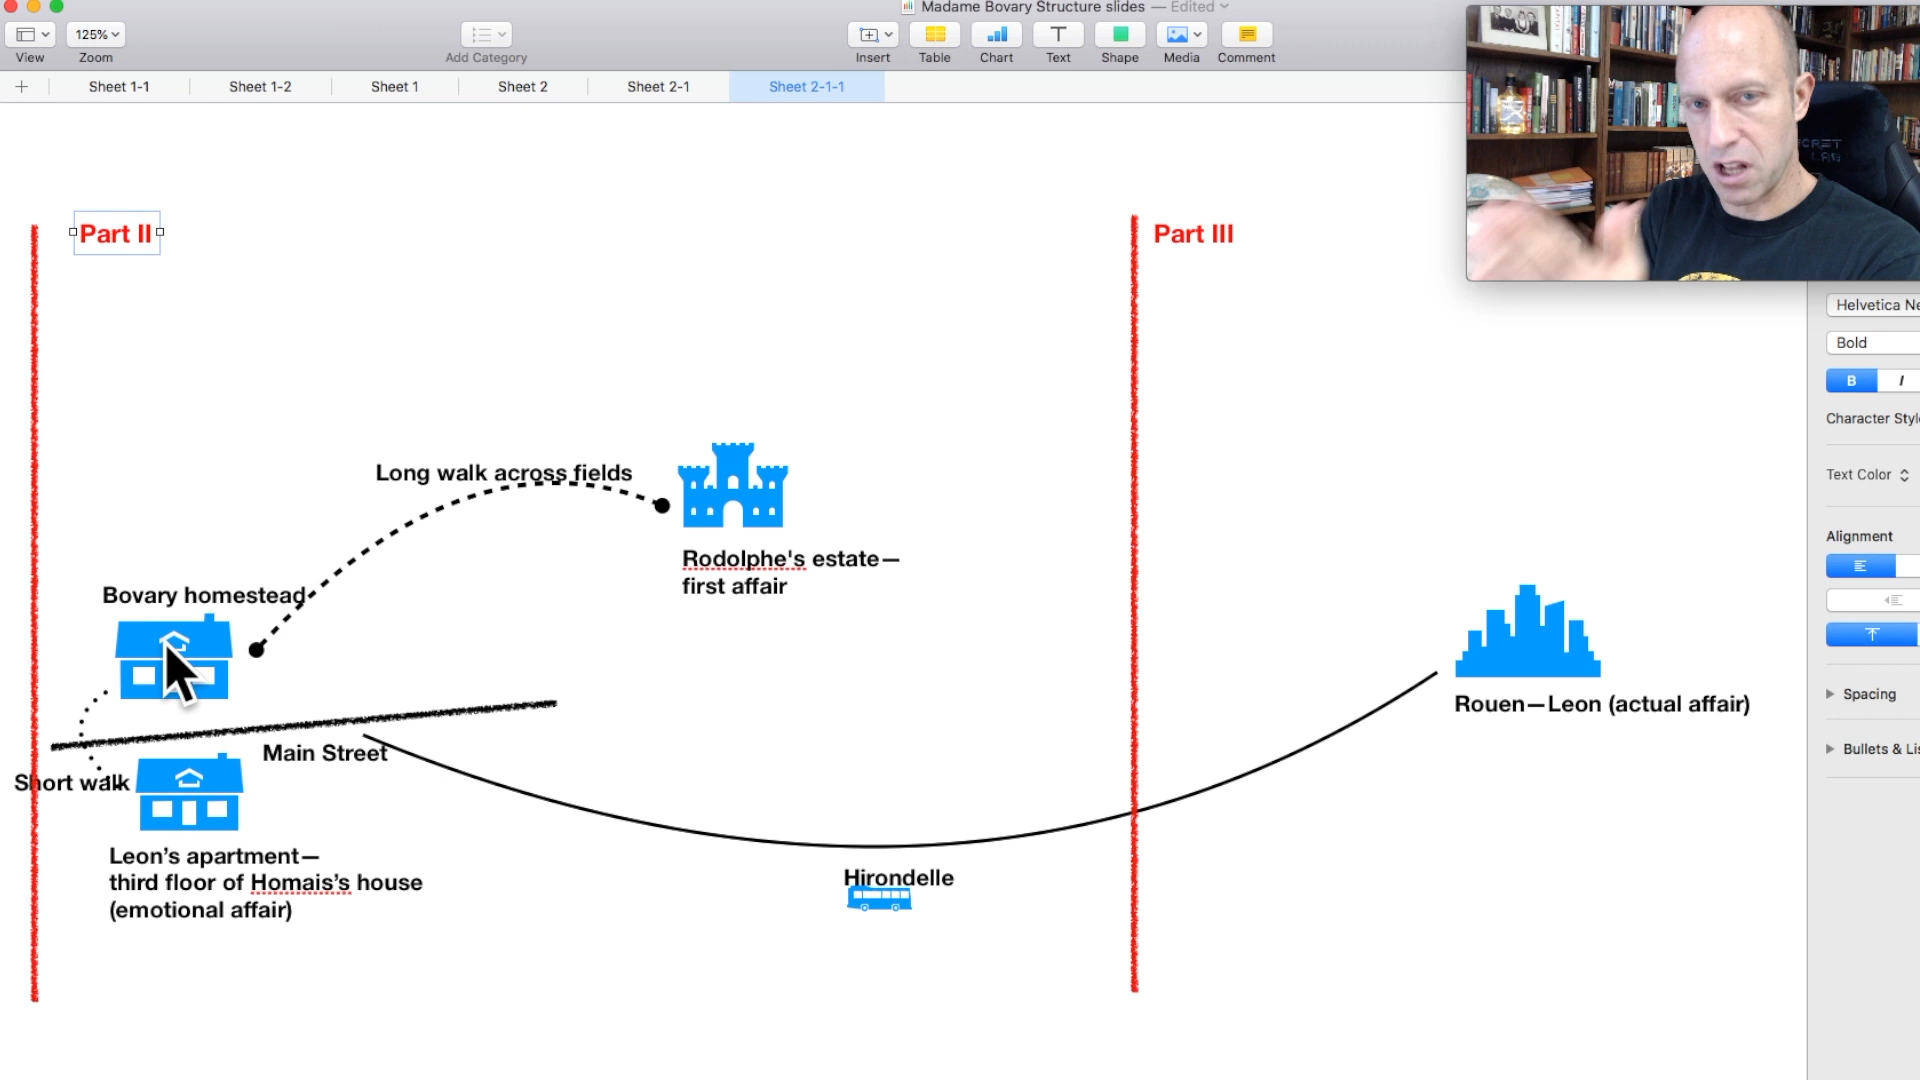 Madame Bovary Structure slides — Edited
125%
View
Zoom
Add Category
Insert
Table
Chart
Text
Shape
Media
Comment
Sheet 1-1
Sheet 1-2
Sheet 1
Sheet 2
Sheet 2-1
Sheet 2-1-1
Part II
Part III
Helvetica Ne
Bold
B
I
Character Styl
Text Color
Alignment
Spacing
Bullets & Lis
Long walk across fields
Rodolphe's estate—
first affair
Bovary homestead
Main Street
Short walk
Leon’s apartment—
third floor of Homais’s house
(emotional affair)
Hirondelle
Rouen—Leon (actual affair)